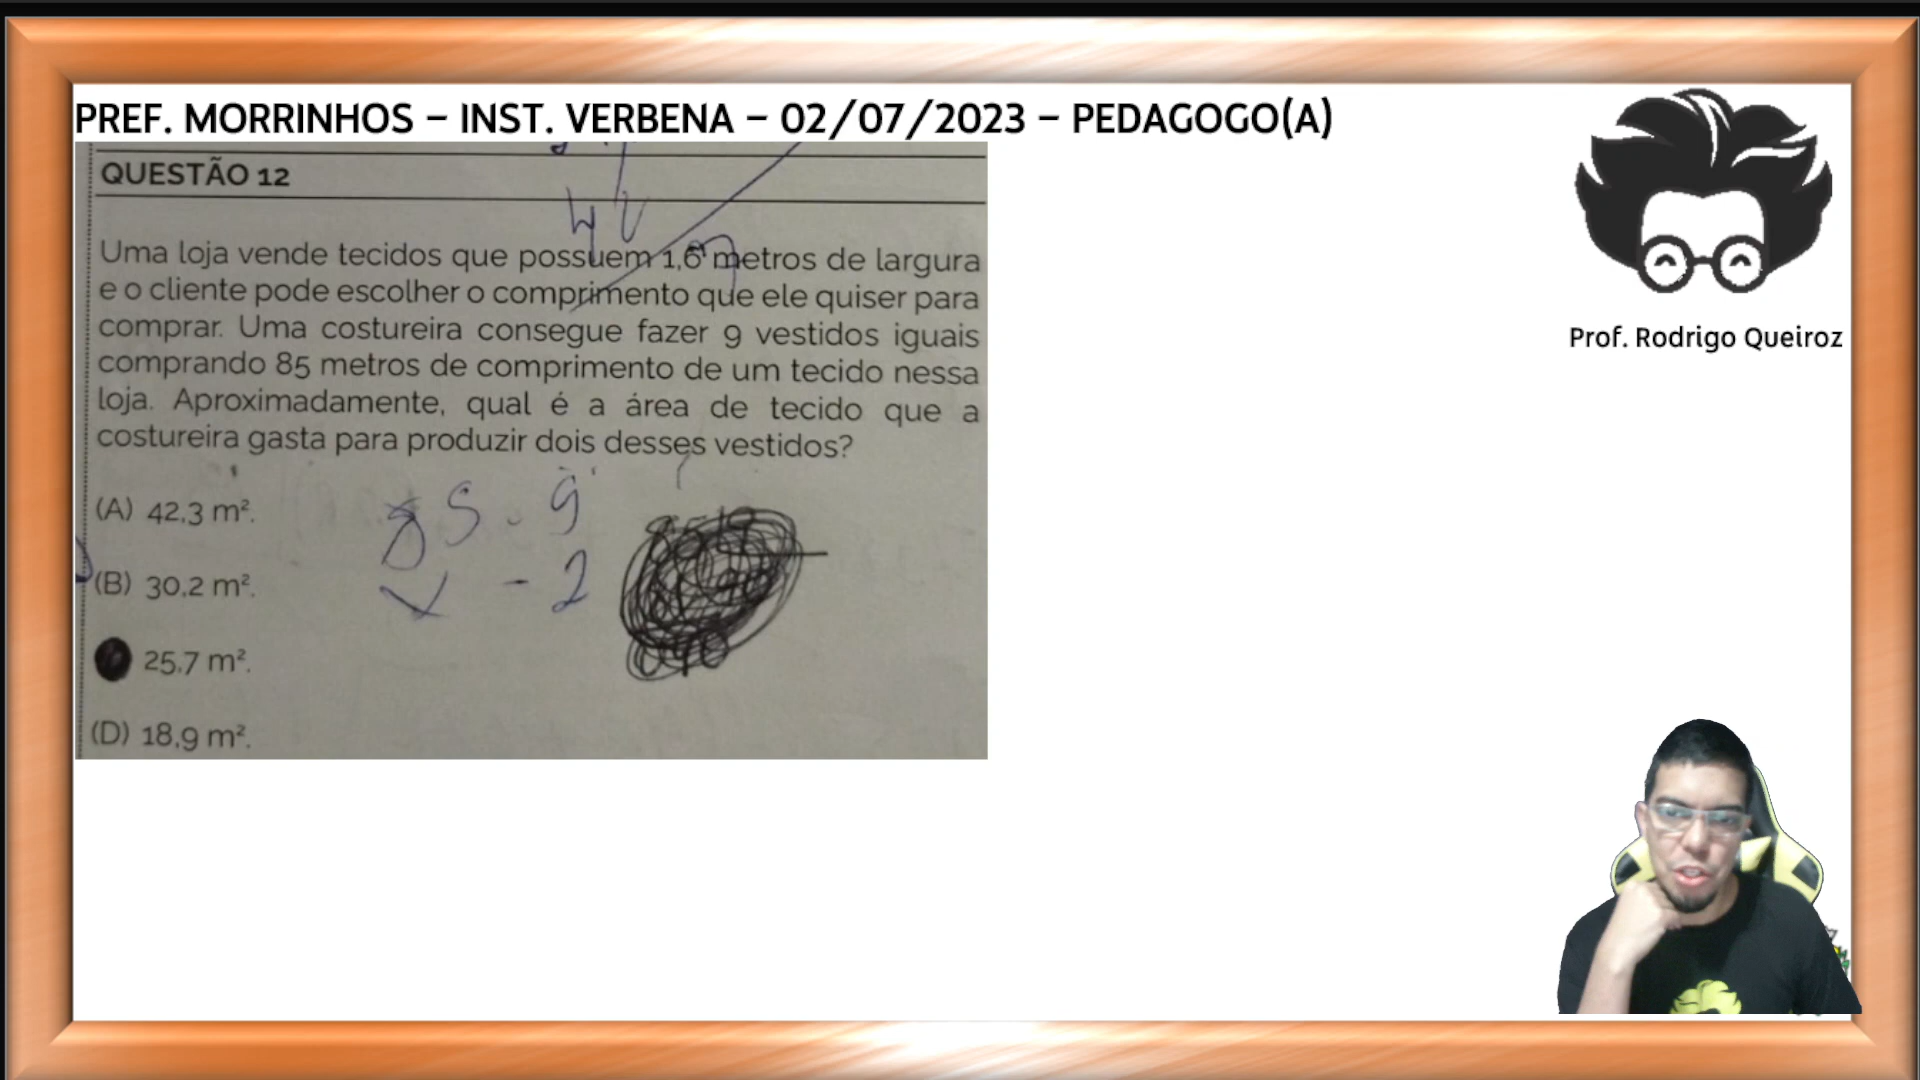 PREF. MORRINHOS – INST. VERBENA – 02/07/2023 – PEDAGOGO(A)
QUESTÃO 12
Uma loja vende tecidos que possuem 1,6 metros de largura
e o cliente pode escolher o comprimento que ele quiser para
comprar. Uma costureira consegue fazer 9 vestidos iguais
comprando 85 metros de comprimento de um tecido nessa
loja. Aproximadamente, qual é a área de tecido que a
costureira gasta para produzir dois desses vestidos?
(A) 42,3 m².
(B) 30,2 m².
25,7 m².
(D) 18,9 m².
85 - 9
x - 2
Prof. Rodrigo Queiroz